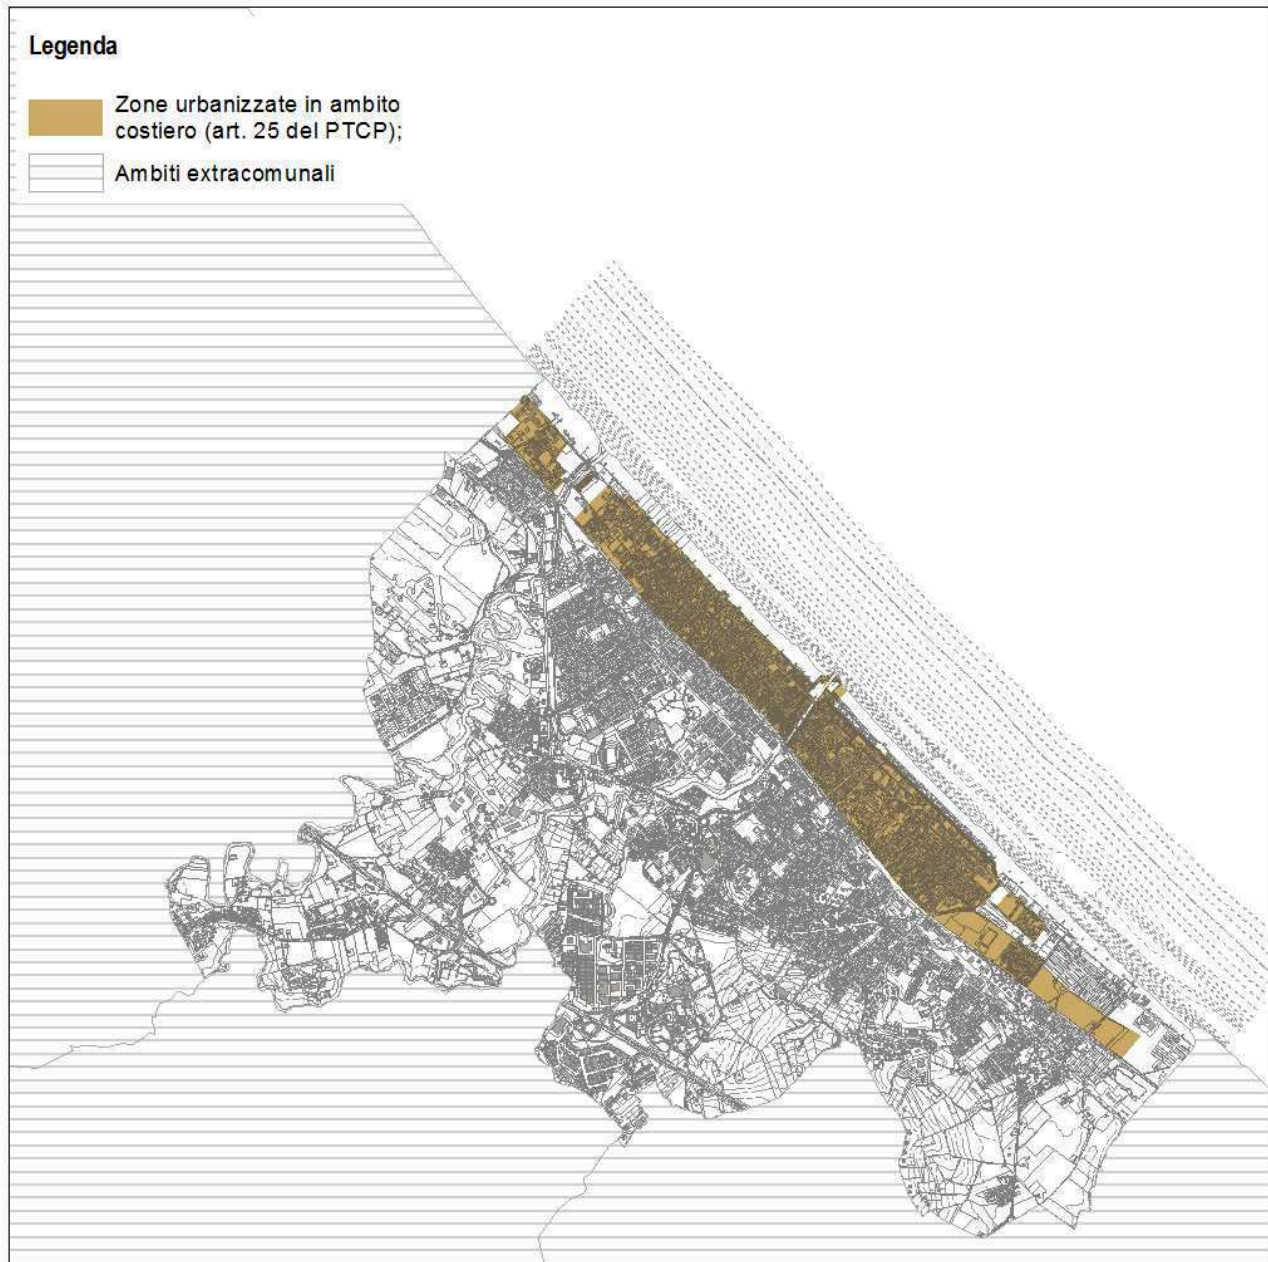 Legenda
Zone urbanizzate in ambito
costiero (art. 25 del PTCP);
Ambiti extracomunali